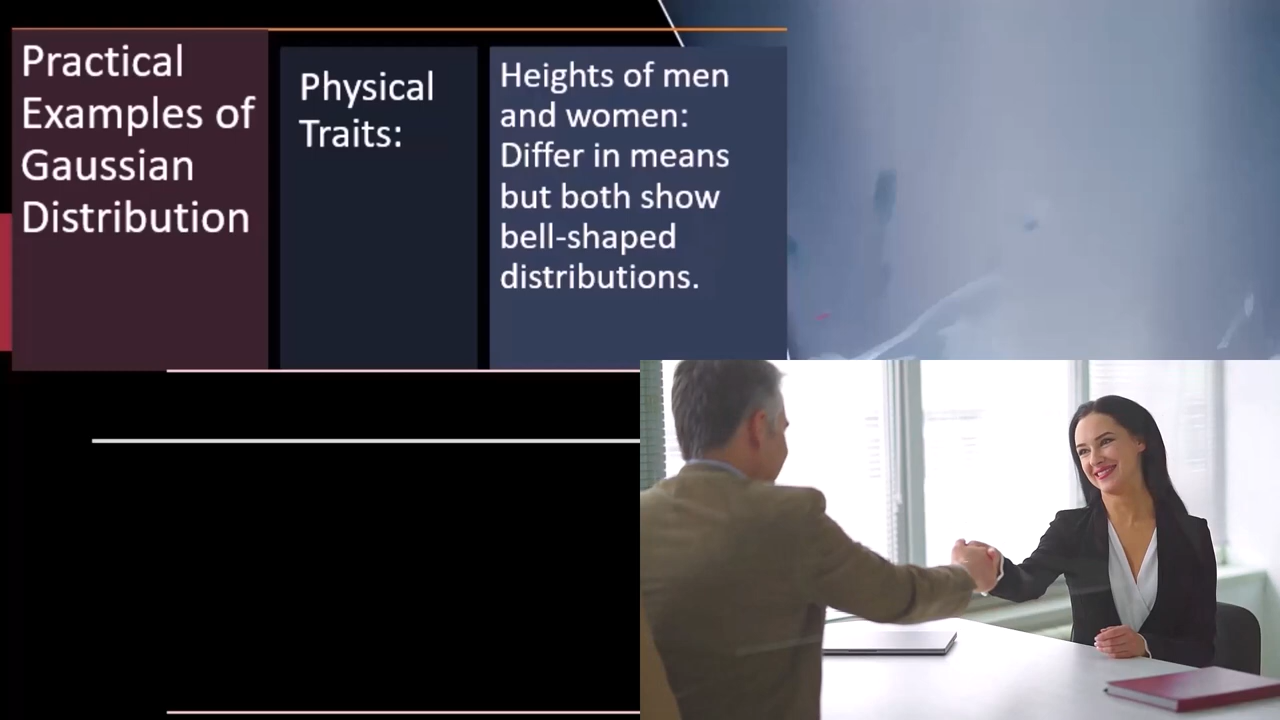 Practical
Examples of
Gaussian
Distribution
Physical
Traits:
Heights of men
and women:
Differ in means
but both show
bell-shaped
distributions.